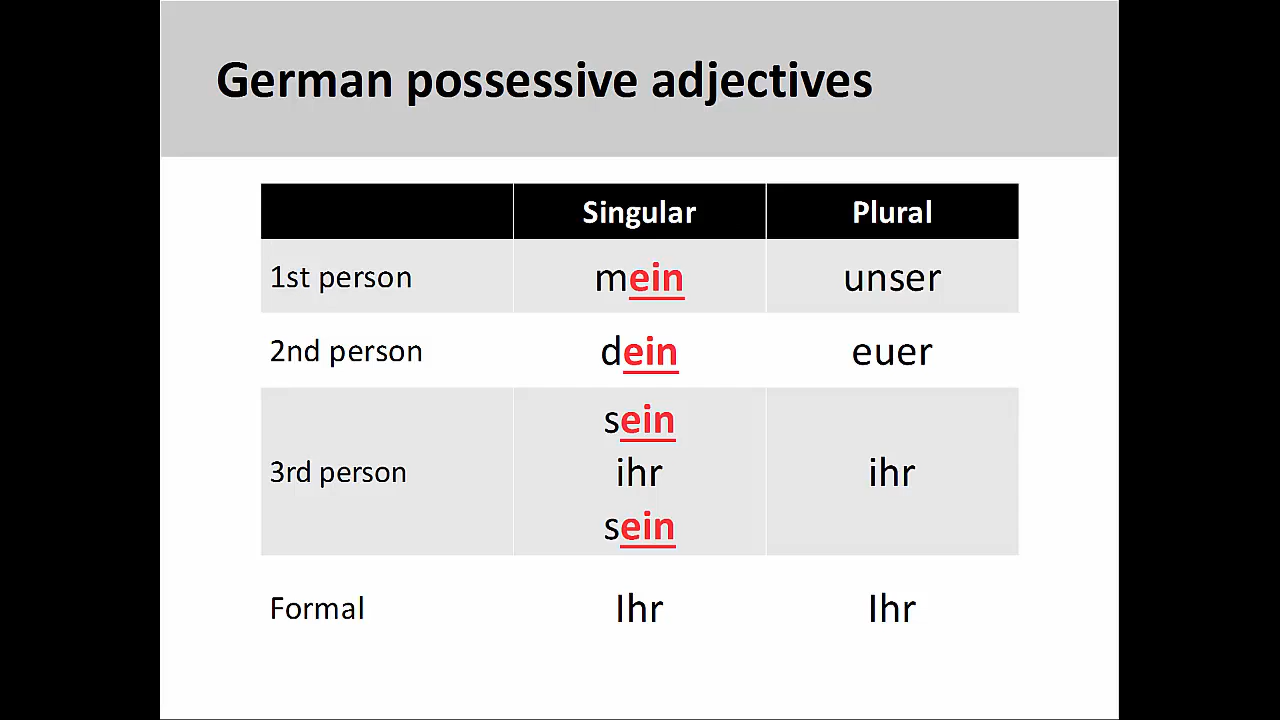 German possessive adjectives
Singular Plural
1st person mein unser
2nd person dein euer
sein
3rd person ihr ihr
sein
Formal Ihr Ihr